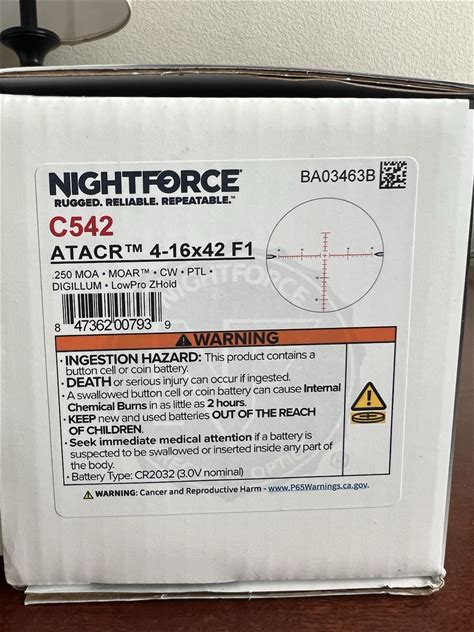 NIGHTFORCE
RUGGED. RELIABLE. REPEATABLE.™
BA03463B
C542
ATACR™ 4-16x42 F1
.250 MOA • MOAR™ • CW • PTL •
DIGILLUM • LowPro ZHold
8 47362 00793 9
WARNING
• INGESTION HAZARD: This product contains a
button cell or coin battery.
• DEATH or serious injury can occur if ingested.
• A swallowed button cell or coin battery can cause Internal
Chemical Burns in as little as 2 hours.
• KEEP new and used batteries OUT OF THE REACH
OF CHILDREN.
• Seek immediate medical attention if a battery is
suspected to be swallowed or inserted inside any part of
the body.
• Battery Type: CR2032 (3.0V nominal)
WARNING: Cancer and Reproductive Harm - www.P65Warnings.ca.gov.